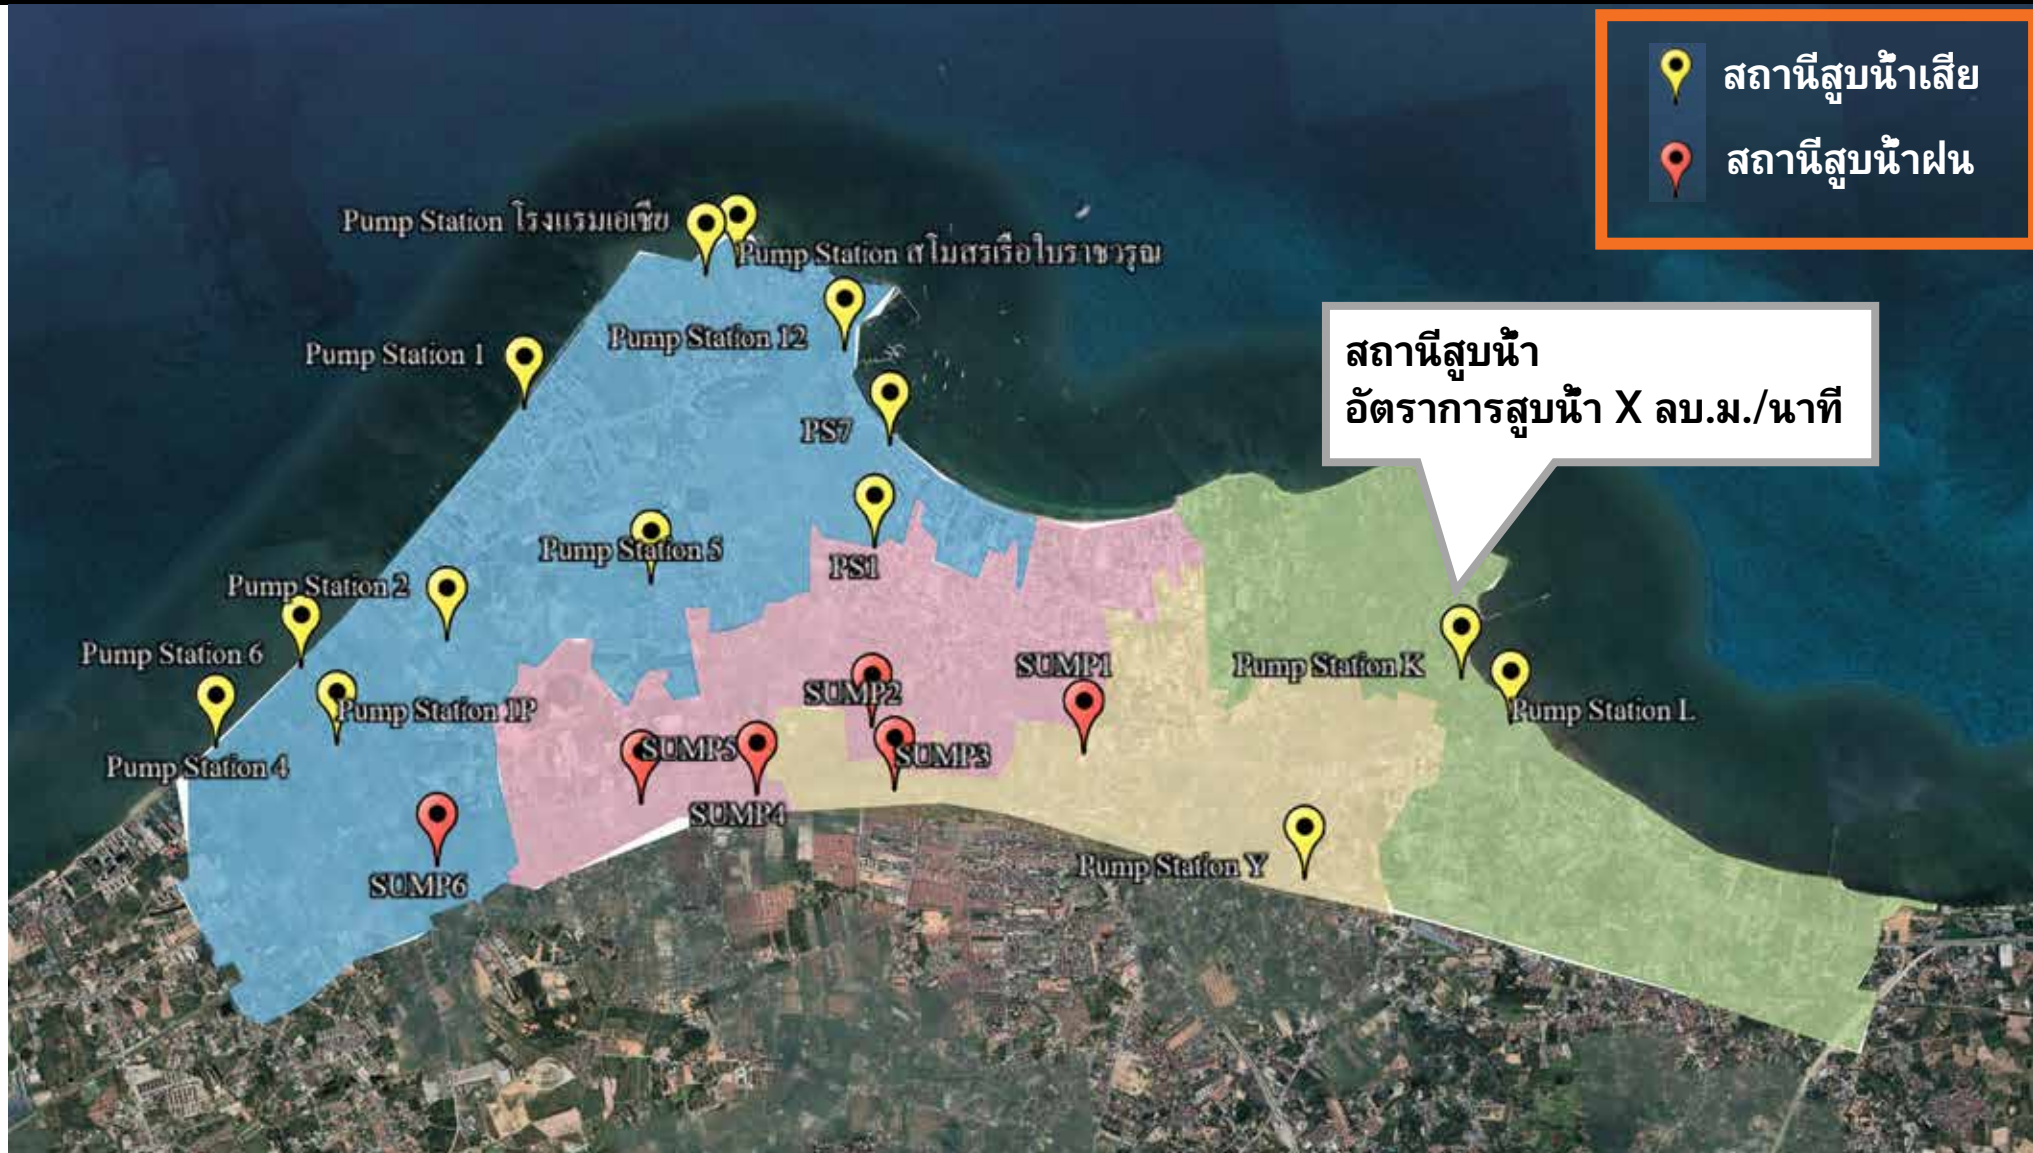 สถานีสูบน้ำเสีย
สถานีสูบน้ำฝน
Pump Station โรงแรมเอเชีย
Pump Station สโมสรเรือใบราชวรุณ
Pump Station 12
Pump Station 1
สถานีสูบน้ำ
อัตราการสูบน้ำ X ลบ.ม./นาที
PS7
Pump Station 5
PS1
Pump Station 2
Pump Station 6
SUMP2
SUMP1
Pump Station K
Pump Station 1P
Pump Station L
SUMP5
SUMP3
Pump Station 4
SUMP4
Pump Station Y
SUMP6